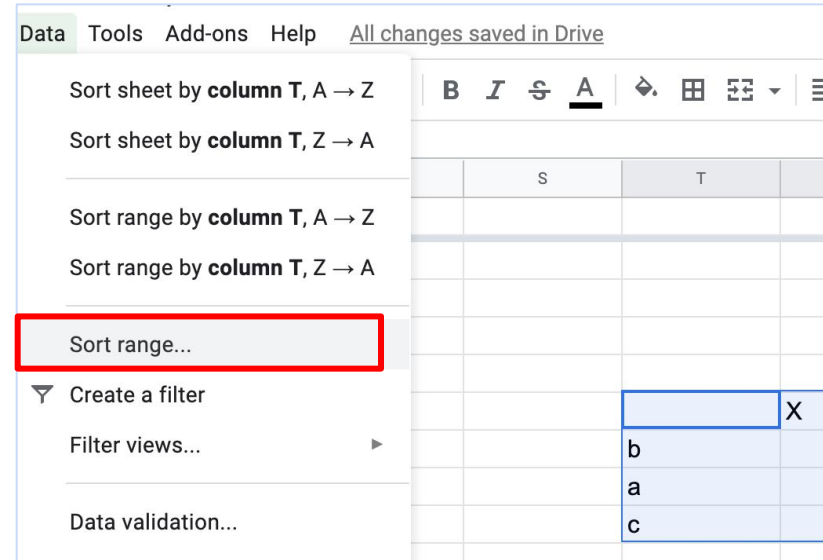 Data Tools Add-ons Help All changes saved in Drive
Sort sheet by column T, A → Z
B I S A
Sort sheet by column T, Z → A
S T
Sort range by column T, A → Z
Sort range by column T, Z → A
Sort range...
Create a filter
X
Filter views...
b
a
Data validation...
c